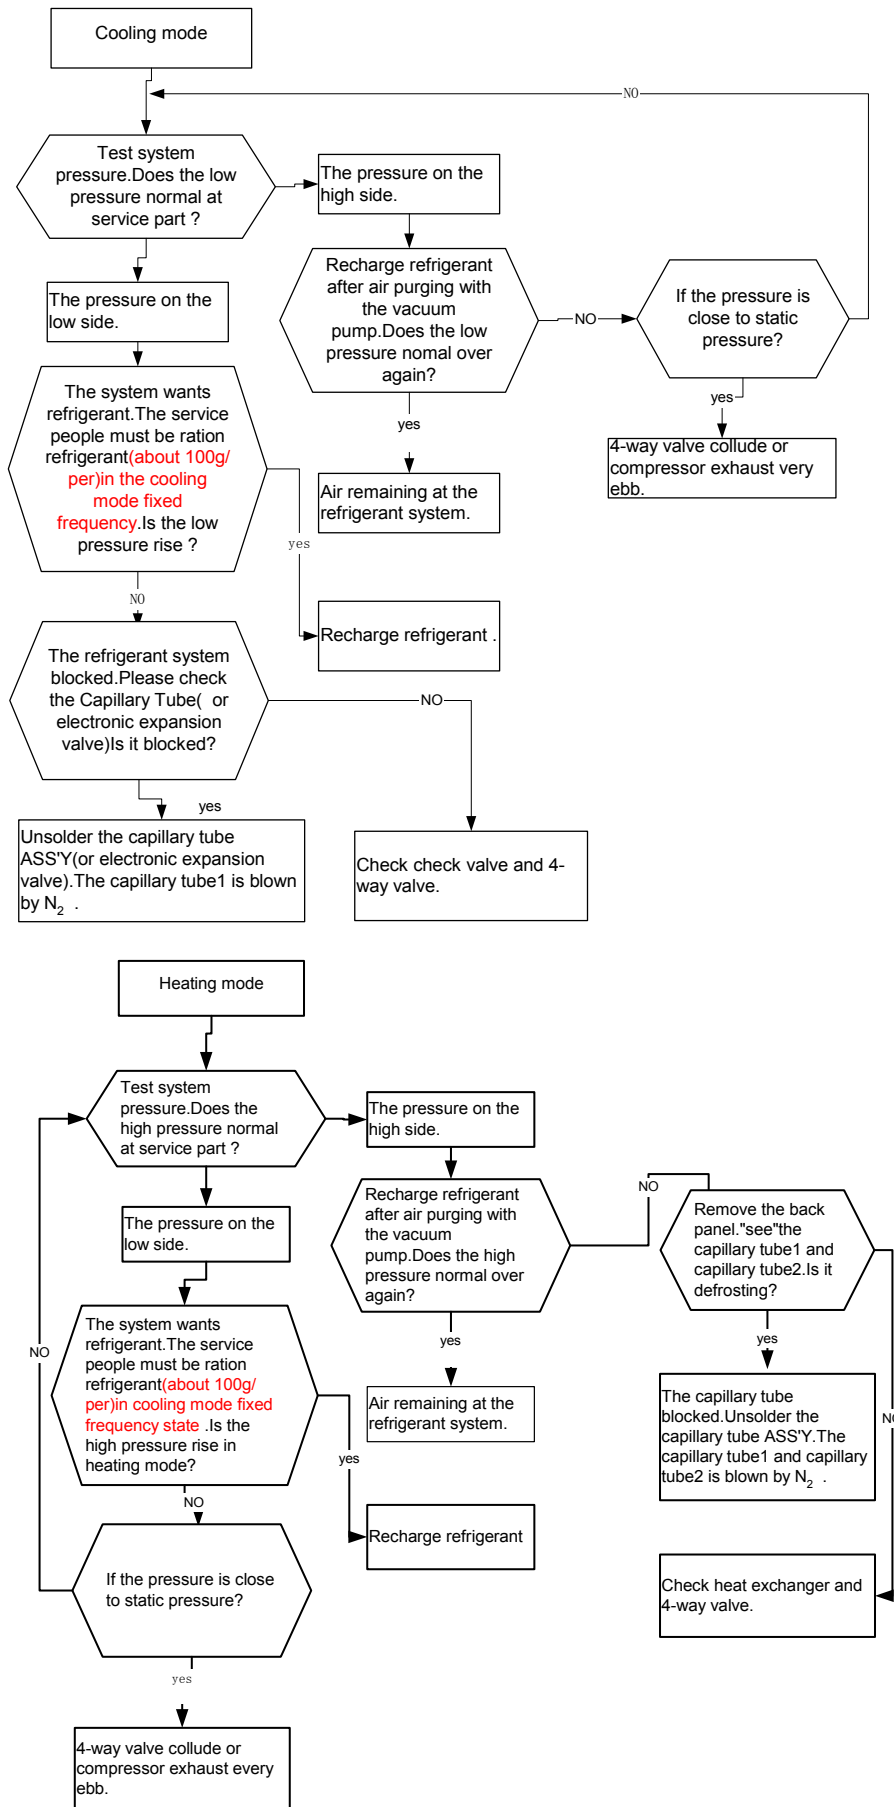 Cooling mode
NO
Test system
pressure.Does the low
pressure normal at
service part ?
The pressure on the
high side.
The pressure on the
low side.
Recharge refrigerant
after air purging with
the vacuum
pump.Does the low
pressure nomal over
again?
NO
If the pressure is
close to static
pressure?
yes
yes
4-way valve collude or
compressor exhaust very
ebb.
Air remaining at the
refrigerant system.
The system wants
refrigerant.The service
people must be ration
refrigerant(about 100g/
per)in the cooling
mode fixed
frequency.Is the low
pressure rise ?
yes
NO
Recharge refrigerant .
The refrigerant system
blocked.Please check
the Capillary Tube( or
electronic expansion
valve)Is it blocked?
NO
yes
Unsolder the capillary tube
ASS'Y(or electronic expansion
valve).The capillary tube1 is blown
by N2 .
Check check valve and 4-
way valve.
Heating mode
Test system
pressure.Does the
high pressure normal
at service part ?
The pressure on the
high side.
The pressure on the
low side.
Recharge refrigerant
after air purging with
the vacuum
pump.Does the high
pressure normal over
again?
NO
Remove the back
panel."see"the
capillary tube1 and
capillary tube2.Is it
defrosting?
yes
yes
NO
The system wants
refrigerant.The service
people must be ration
refrigerant(about 100g/
per)in cooling mode fixed
frequency state .Is the
high pressure rise in
heating mode?
Air remaining at the
refrigerant system.
The capillary tube
blocked.Unsolder the
capillary tube ASS'Y.The
capillary tube1 and capillary
tube2 is blown by N2 .
NO
yes
NO
Recharge refrigerant
If the pressure is close
to static pressure?
Check heat exchanger and
4-way valve.
yes
4-way valve collude or
compressor exhaust every
ebb.